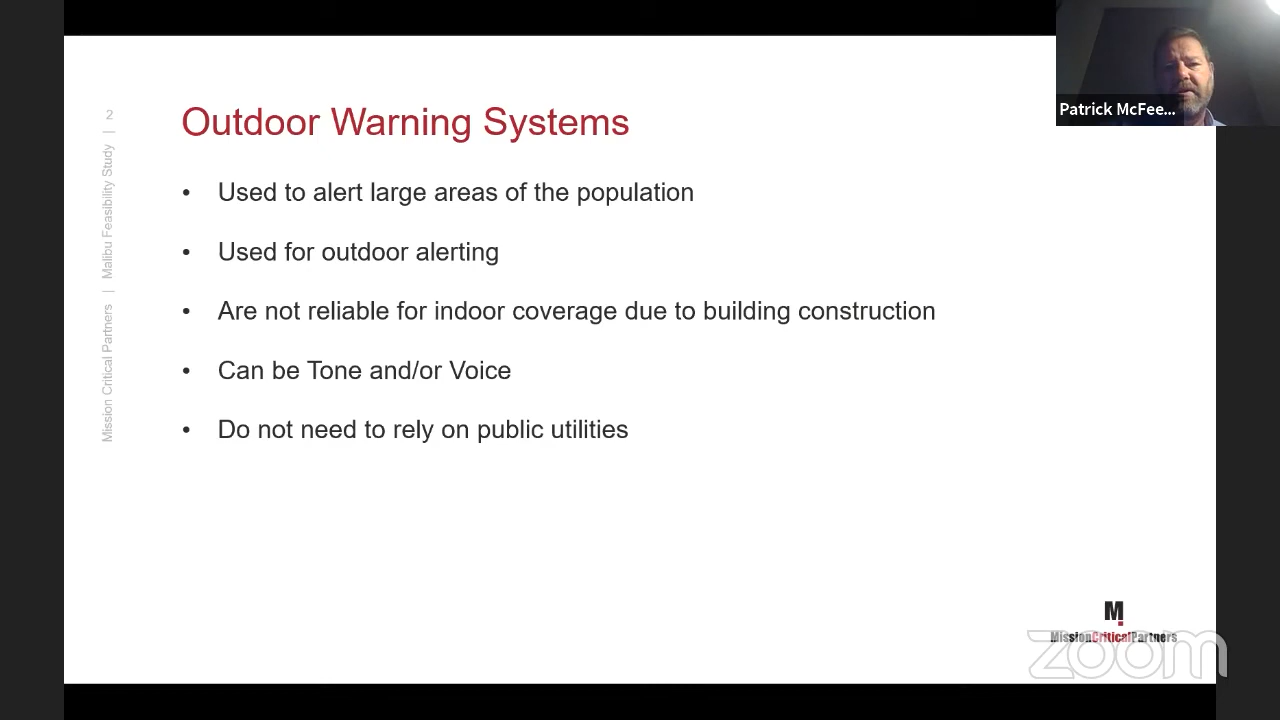 Outdoor Warning Systems
• Used to alert large areas of the population
• Used for outdoor alerting
• Are not reliable for indoor coverage due to building construction
• Can be Tone and/or Voice
• Do not need to rely on public utilities
Mission Critical Partners | Malibu Feasibility Study | 2
Patrick McFee...
M
MissionCriticalPartners
zoom